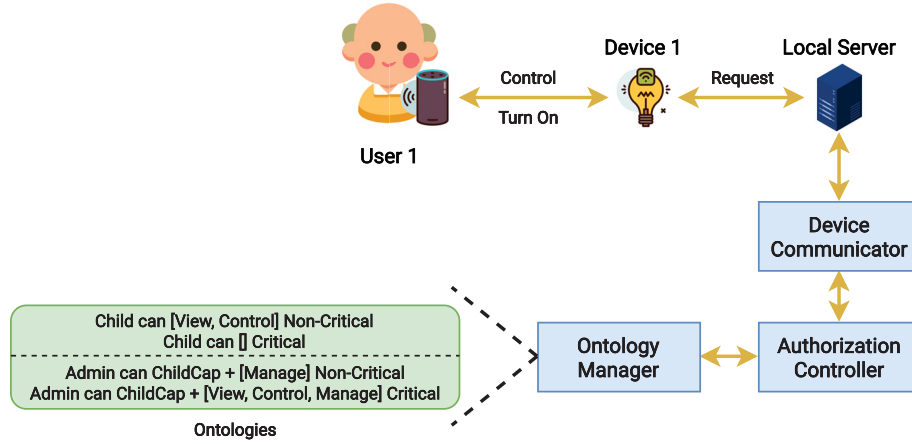 Device 1
Local Server
Control
Request
Turn On
User 1
Device
Communicator
Child can [View, Control] Non-Critical
Child can [] Critical
Admin can ChildCap + [Manage] Non-Critical
Admin can ChildCap + [View, Control, Manage] Critical
Ontologies
Ontology
Manager
Authorization
Controller